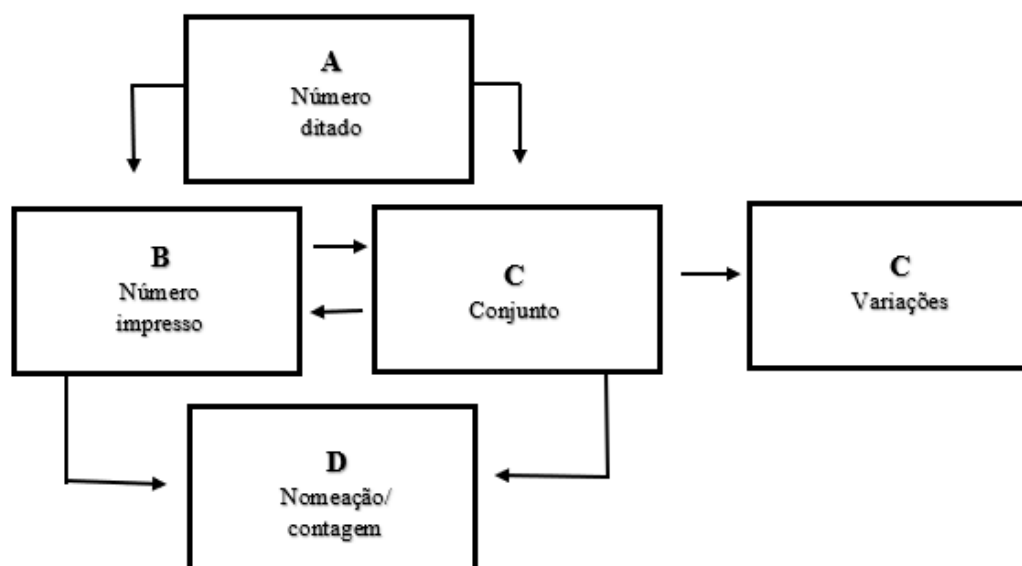 A
Número
ditado
B
Número
impresso
C
Conjunto
C
Variações
D
Nomeação/
contagem